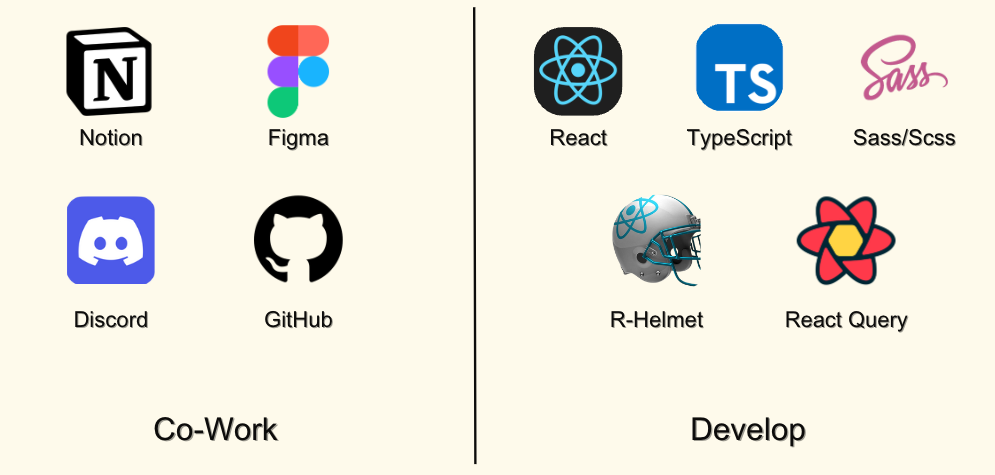 N
Notion
Figma
Discord
GitHub
Co-Work
React
TS
TypeScript
Sass
Sass/Scss
R-Helmet
React Query
Develop